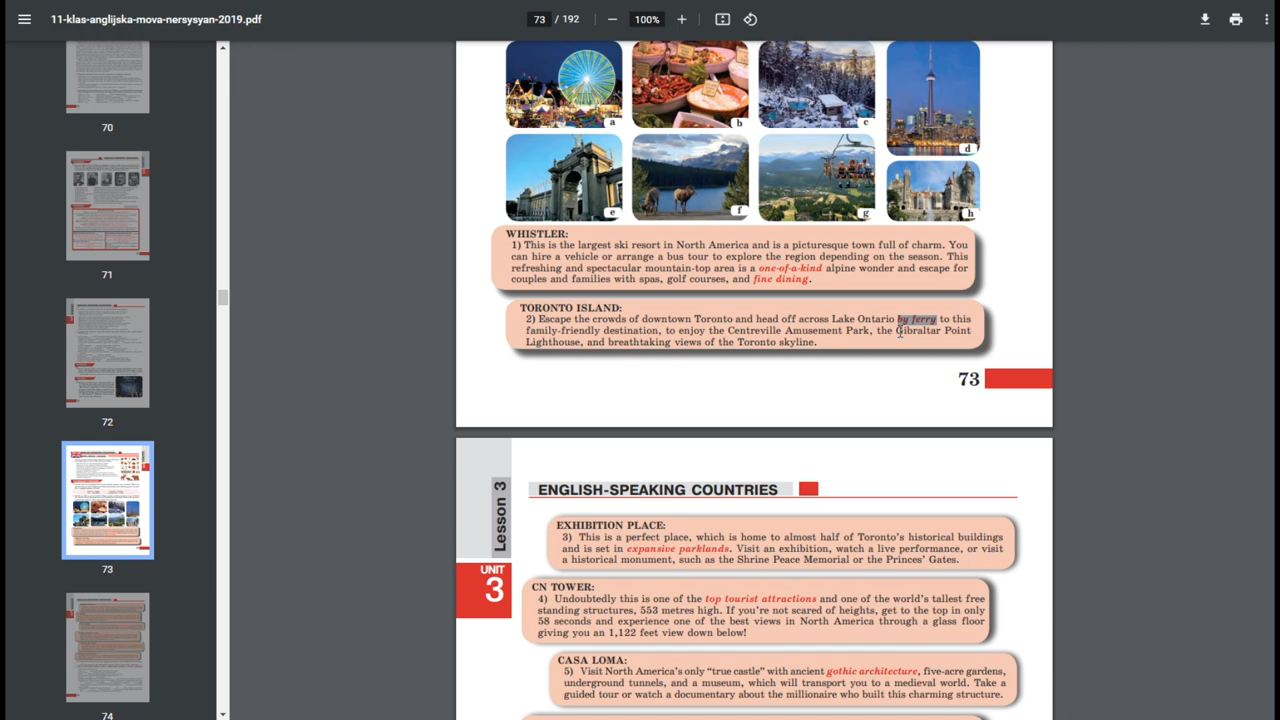 11-klas-anglijska-mova-nersysyan-2019.pdf
73 / 192
100%
70
71
72
73
74
a
b
c
d
e
f
g
h
WHISTLER:
1) This is the largest ski resort in North America and is a picturesque town full of charm. You
can hire a vehicle or arrange a bus tour to explore the region depending on the season. This
refreshing and spectacular mountain-top area is a one-of-a-kind alpine wonder and escape for
couples and families with spas, golf courses, and fine dining.
TORONTO ISLAND:
2) Escape the crowds of downtown Toronto and head off across Lake Ontario by ferry to this
family-friendly destination, to enjoy the Centreville Amusement Park, the Gibraltar Point
Lighthouse, and breathtaking views of the Toronto skyline.
73
Lesson 3
UNIT
3
ENGLISH-SPEAKING COUNTRIES
EXHIBITION PLACE:
3) This is a perfect place, which is home to almost half of Toronto's historical buildings
and is set in expansive parklands. Visit an exhibition, watch a live performance, or visit
a historical monument, such as the Shrine Peace Memorial or the Princes' Gates.
CN TOWER:
4) Undoubtedly this is one of the top tourist attractions and one of the world's tallest free
standing structures, 553 metres high. If you're not scared of heights, get to the top in only
58 seconds and experience one of the best views in North America through a glass floor
giving you an 1,122 feet view down below!
CASA LOMA:
5) Visit North America's only "true castle" with ancient gothic architecture, five-acre gardens,
underground tunnels, and a museum, which will transport you to a medieval world. Take a
guided tour or watch a documentary about the millionaire who built this charming structure.